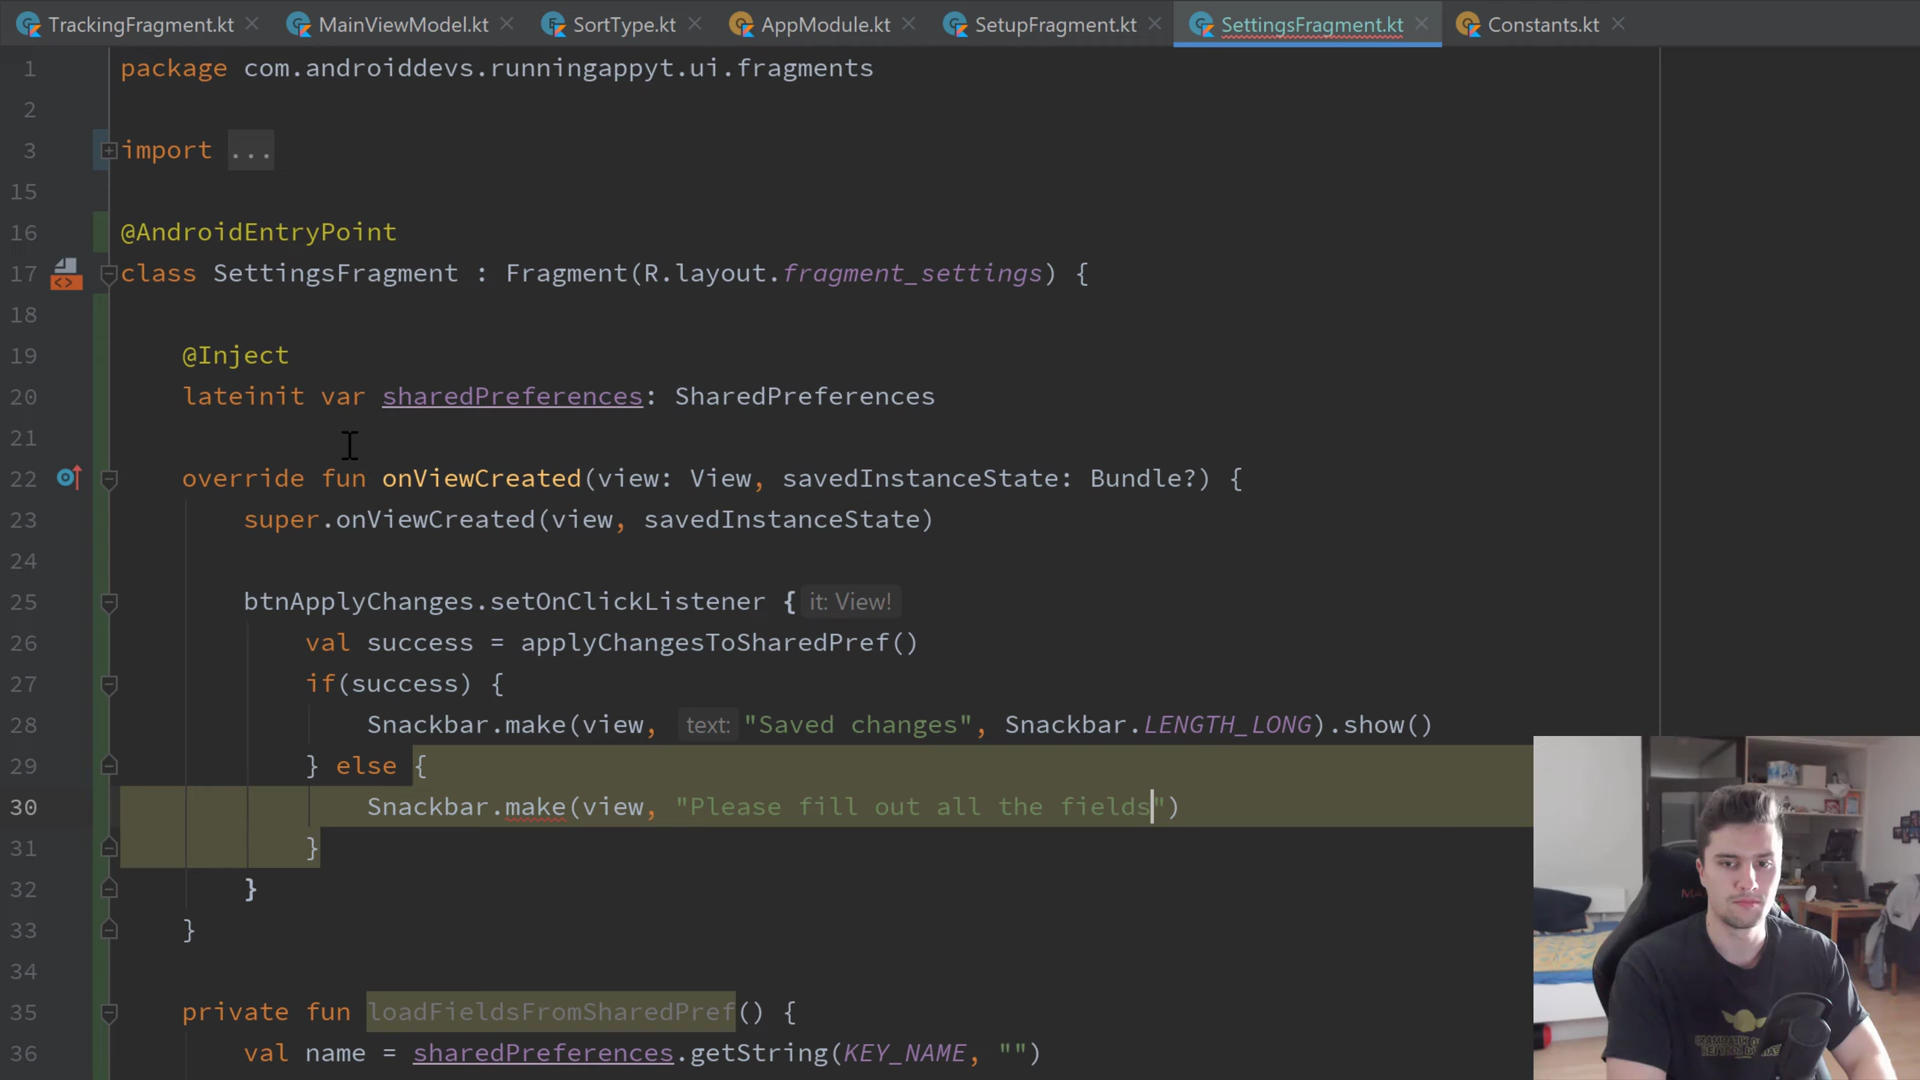 TrackingFragment.kt MainViewModel.kt SortType.kt AppModule.kt SetupFragment.kt SettingsFragment.kt Constants.kt
1 package com.androiddevs.runningappyt.ui.fragments
2
3 import ...
15
16 @AndroidEntryPoint
17 class SettingsFragment : Fragment(R.layout.fragment_settings) {
18
19 @Inject
20 lateinit var sharedPreferences: SharedPreferences
21
22 override fun onViewCreated(view: View, savedInstanceState: Bundle?) {
23 super.onViewCreated(view, savedInstanceState)
24
25 btnApplyChanges.setOnClickListener { it: View!
26 val success = applyChangesToSharedPref()
27 if(success) {
28 Snackbar.make(view, text: "Saved changes", Snackbar.LENGTH_LONG).show()
29 } else {
30 Snackbar.make(view, "Please fill out all the fields")
31 }
32 }
33 }
34
35 private fun loadFieldsFromSharedPref() {
36 val name = sharedPreferences.getString(KEY_NAME, "")